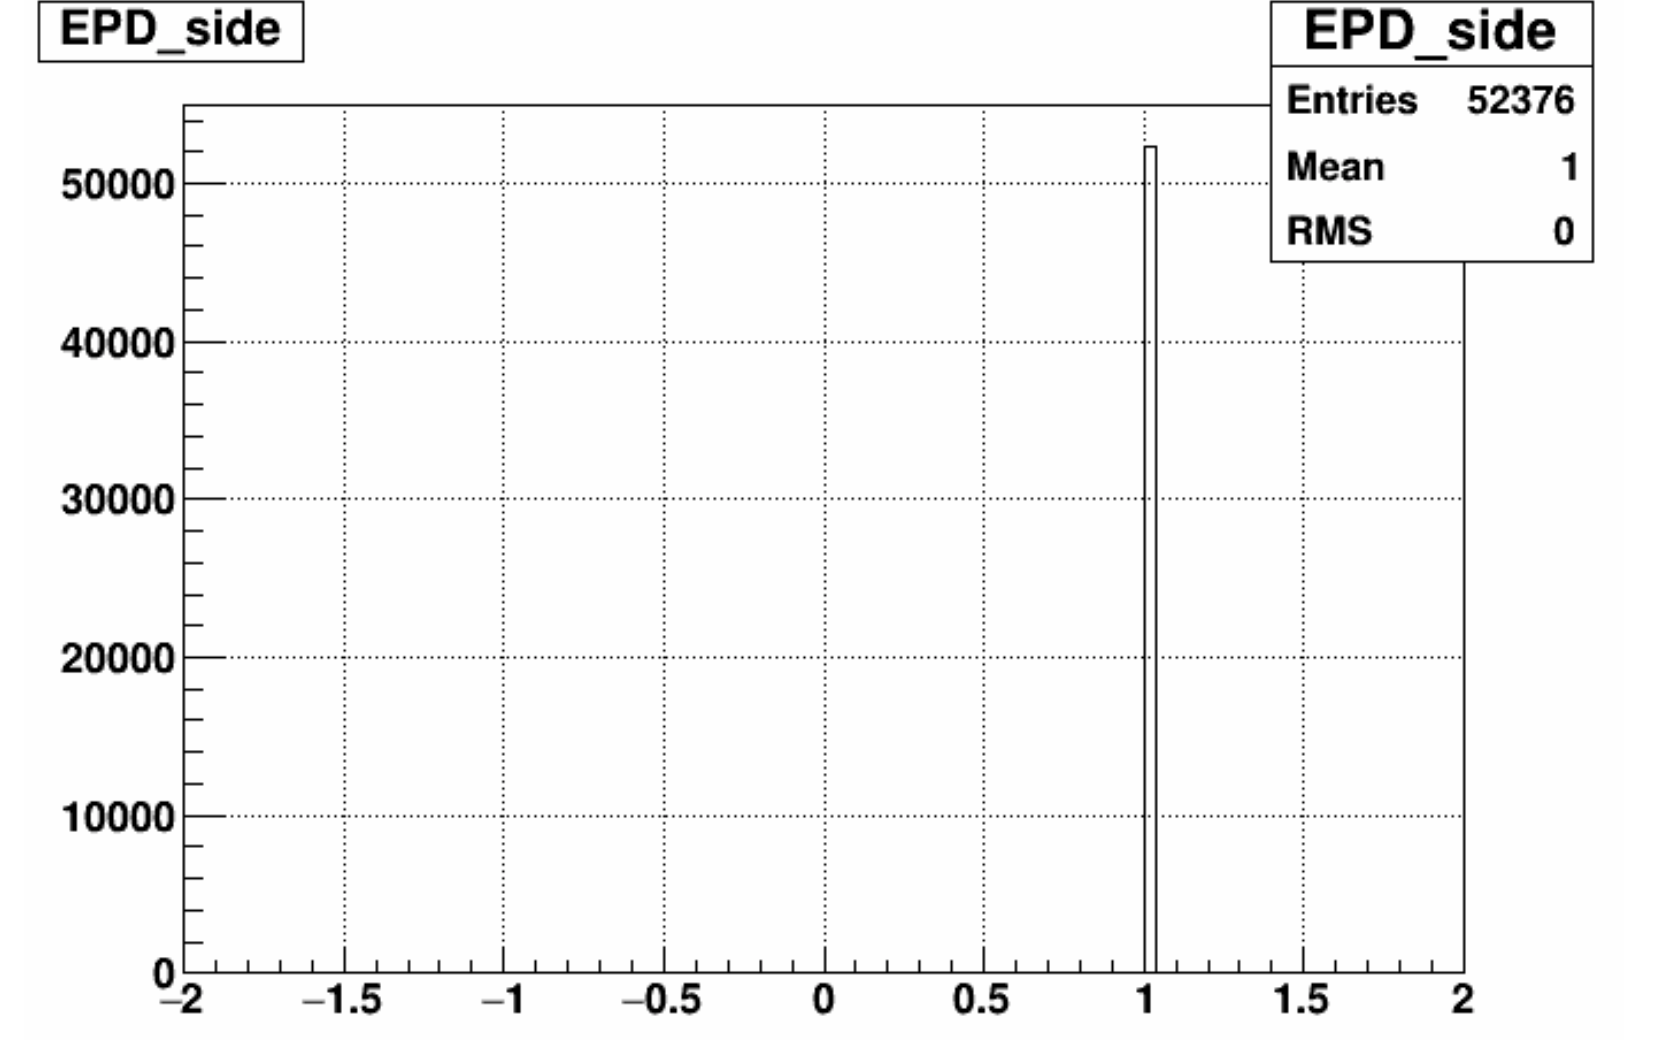 EPD_side
EPD_side
Entries 52376
Mean 1
RMS 0
50000
40000
30000
20000
10000
0
−2 −1.5 −1 −0.5 0 0.5 1 1.5 2